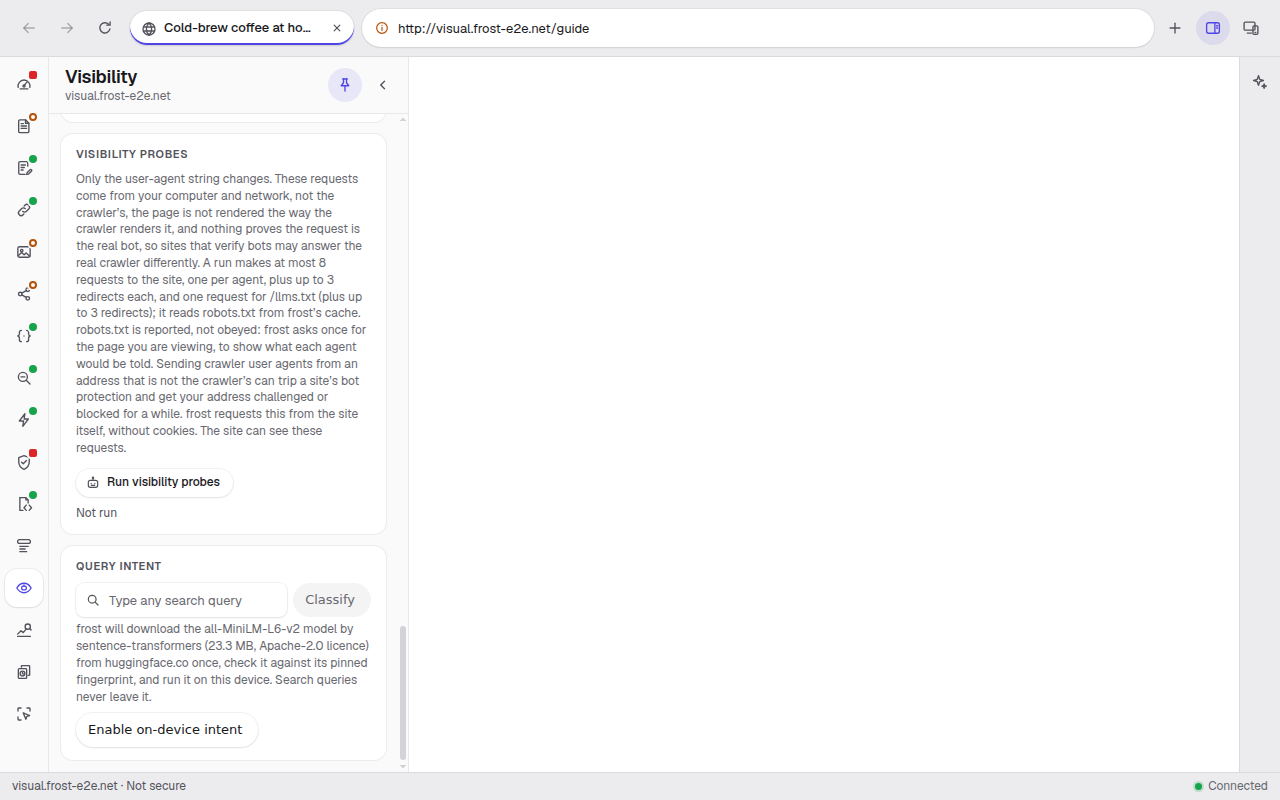 Cold-brew coffee at ho...
http://visual.frost-e2e.net/guide
Visibility
visual.frost-e2e.net
VISIBILITY PROBES
Only the user-agent string changes. These requests
come from your computer and network, not the
crawler's, the page is not rendered the way the
crawler renders it, and nothing proves the request is
the real bot, so sites that verify bots may answer the
real crawler differently. A run makes at most 8
requests to the site, one per agent, plus up to 3
redirects each, and one request for /llms.txt (plus up
to 3 redirects); it reads robots.txt from frost's cache.
robots.txt is reported, not obeyed: frost asks once for
the page you are viewing, to show what each agent
would be told. Sending crawler user agents from an
address that is not the crawler's can trip a site's bot
protection and get your address challenged or
blocked for a while. frost requests this from the site
itself, without cookies. The site can see these
requests.
Run visibility probes
Not run
QUERY INTENT
Type any search query
Classify
frost will download the all-MiniLM-L6-v2 model by
sentence-transformers (23.3 MB, Apache-2.0 licence)
from huggingface.co once, check it against its pinned
fingerprint, and run it on this device. Search queries
never leave it.
Enable on-device intent
visual.frost-e2e.net · Not secure
Connected